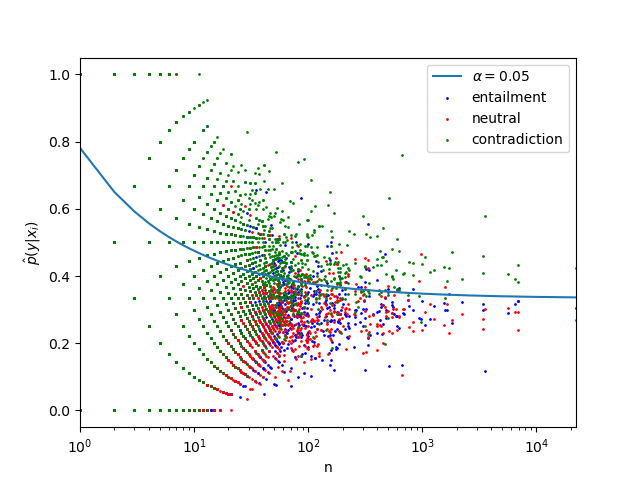 α = 0.05
entailment
neutral
contradiction
1.0
0.8
0.6
0.4
0.2
0.0
p̂(y|xᵢ)
10⁰
10¹
10²
10³
10⁴
n